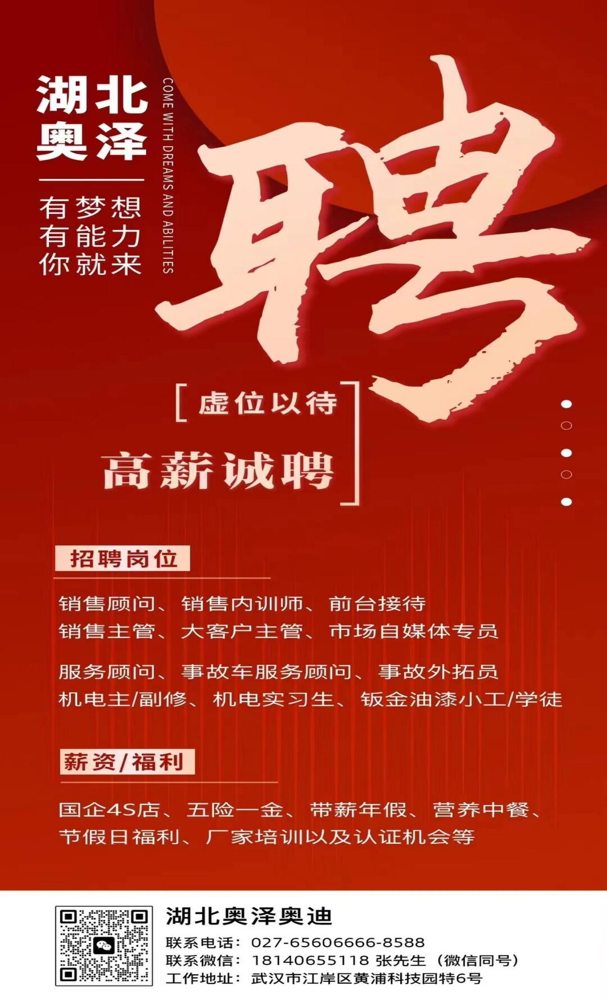 湖北
奥泽
COME WITH DREAMS AND ABILITIES
有梦想
有能力
你就来
聘
虚位以待
高薪诚聘
招聘岗位
销售顾问、销售内训师、前台接待
销售主管、大客户主管、市场自媒体专员
服务顾问、事故车服务顾问、事故外拓员
机电主/副修、机电实习生、钣金油漆小工/学徒
薪资/福利
国企4S店、五险一金、带薪年假、营养中餐、
节假日福利、厂家培训以及认证机会等
湖北奥泽奥迪
联系电话：027-65606666-8588
联系微信：18140655118 张先生（微信同号）
工作地址：武汉市江岸区黄浦科技园特6号